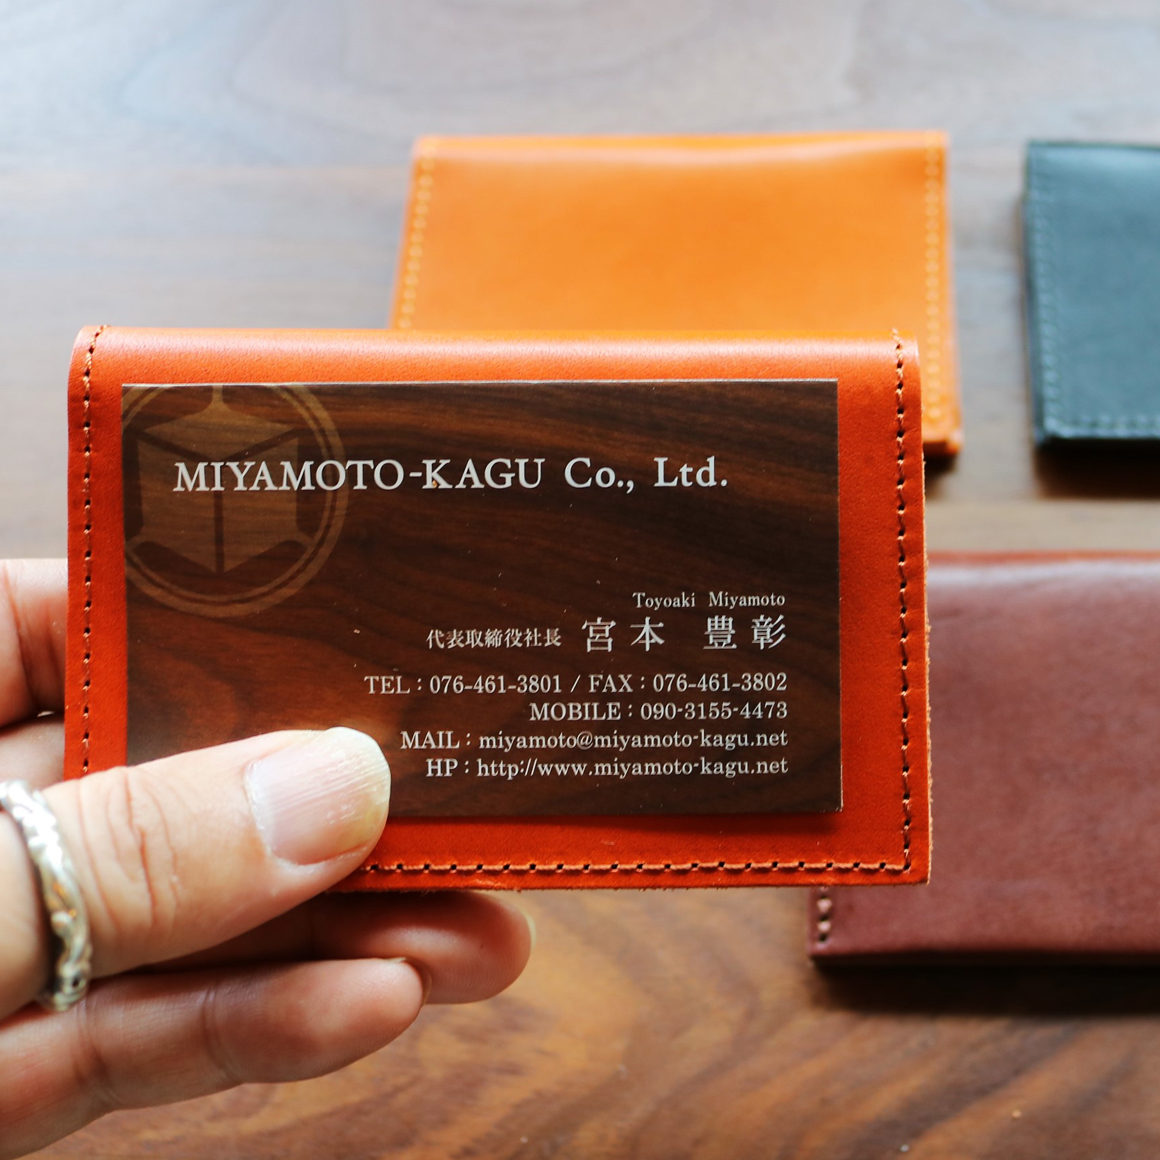 MIYAMOTO-KAGU Co., Ltd.
Toyoaki Miyamoto
代表取締役社長 宮本 豊彰
TEL：076-461-3801 / FAX：076-461-3802
MOBILE：090-3155-4473
MAIL：miyamoto@miyamoto-kagu.net
HP：http://www.miyamoto-kagu.net